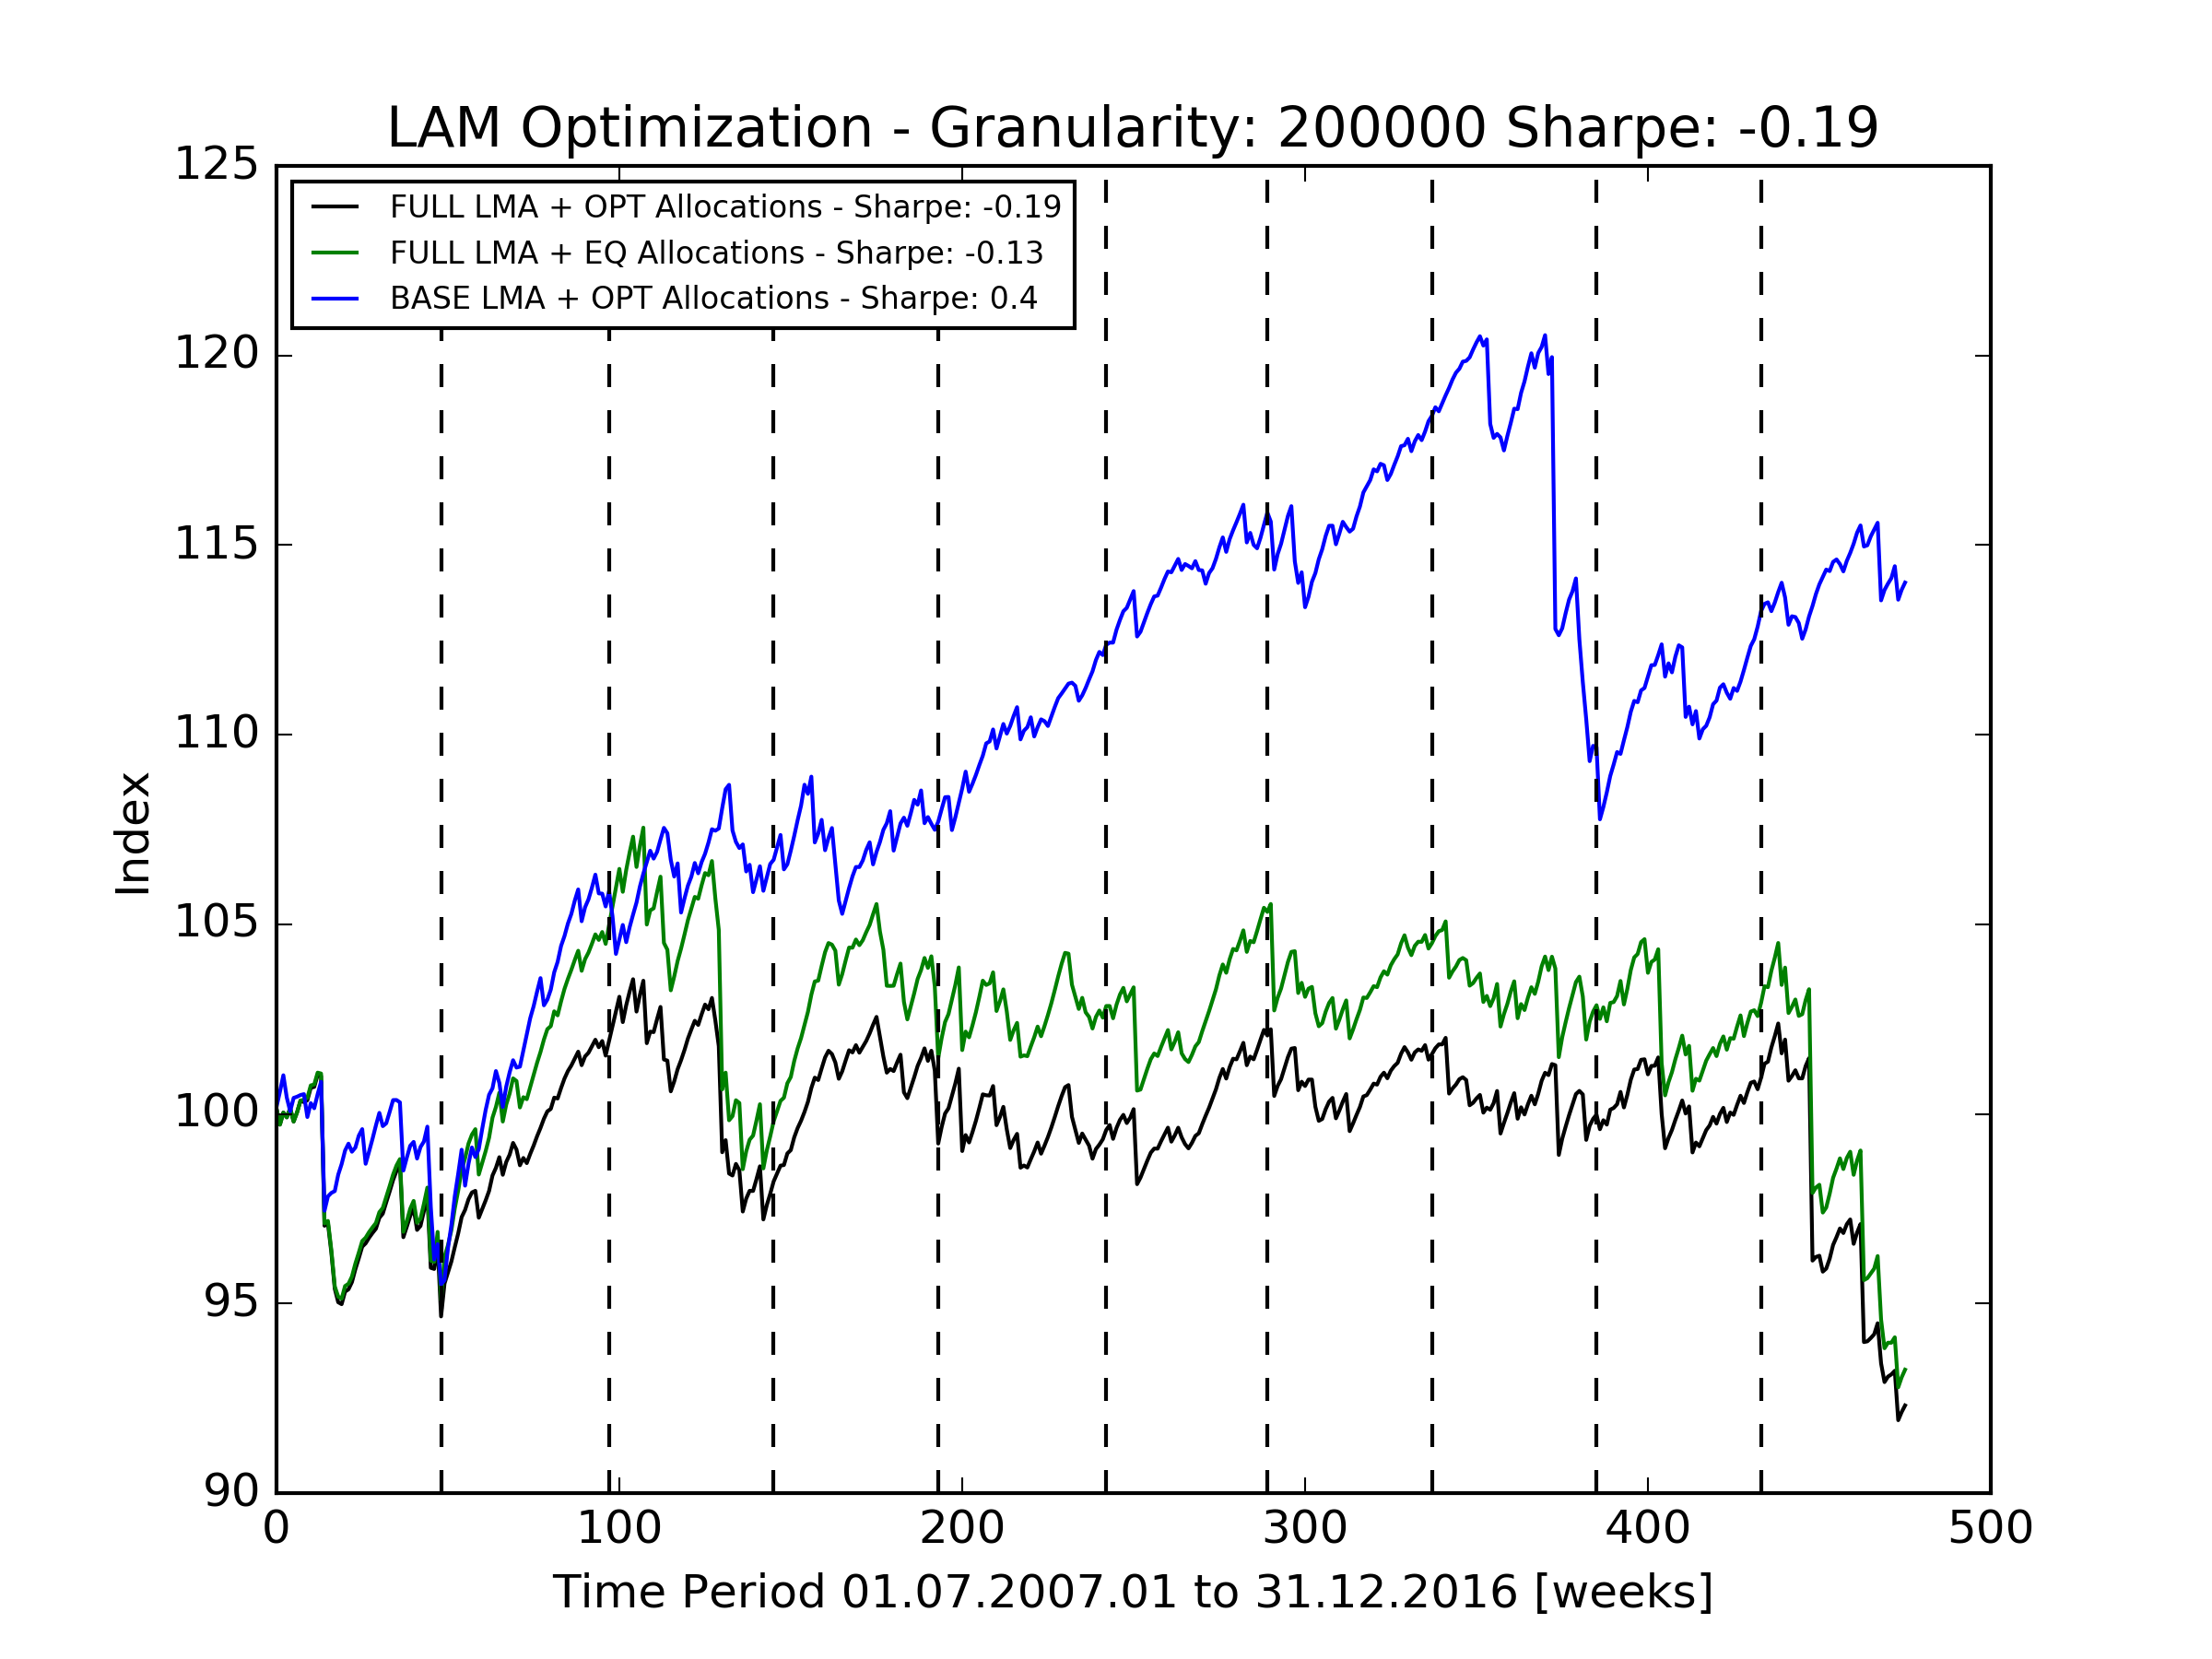 LAM Optimization - Granularity: 200000 Sharpe: -0.19
125
FULL LMA + OPT Allocations - Sharpe: -0.19
FULL LMA + EQ Allocations - Sharpe: -0.13
BASE LMA + OPT Allocations - Sharpe: 0.4
120
115
110
Index
105
100
95
90
0 100 200 300 400 500
Time Period 01.07.2007.01 to 31.12.2016 [weeks]